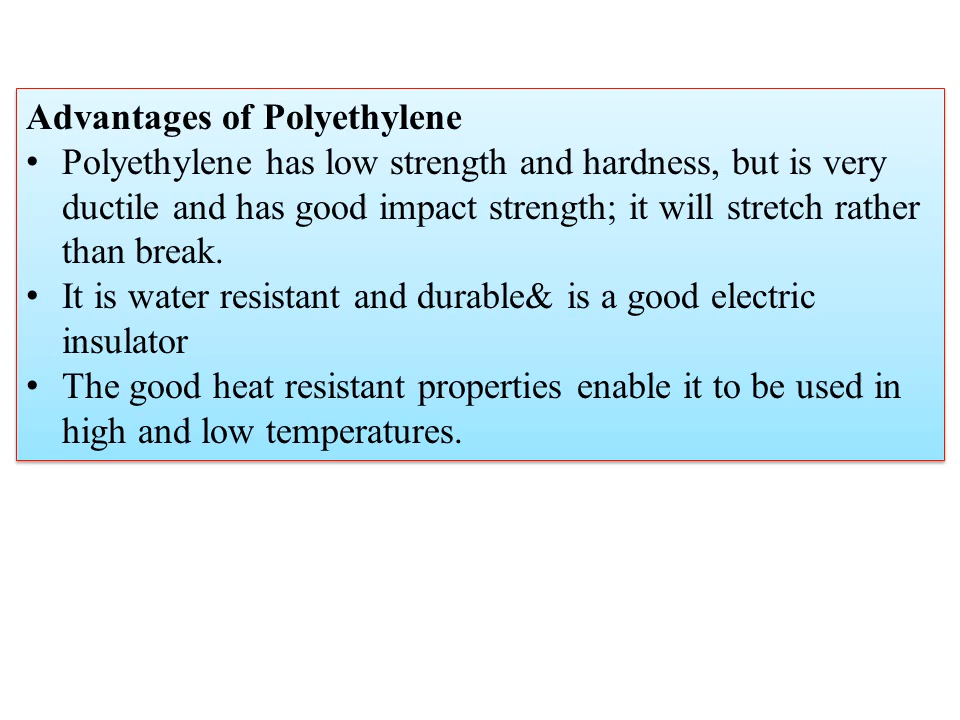 Advantages of Polyethylene
• Polyethylene has low strength and hardness, but is very
ductile and has good impact strength; it will stretch rather
than break.
• It is water resistant and durable& is a good electric
insulator
• The good heat resistant properties enable it to be used in
high and low temperatures.